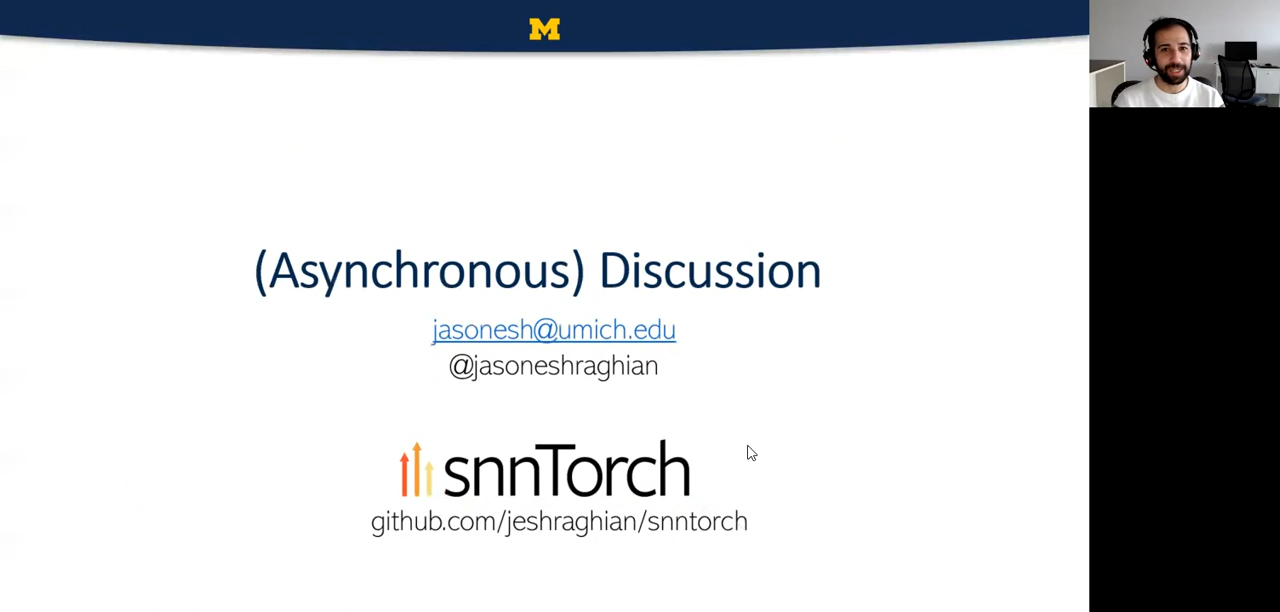 M
(Asynchronous) Discussion
jasonesh@umich.edu
@jasoneshraghian
snnTorch
github.com/jeshraghian/snntorch